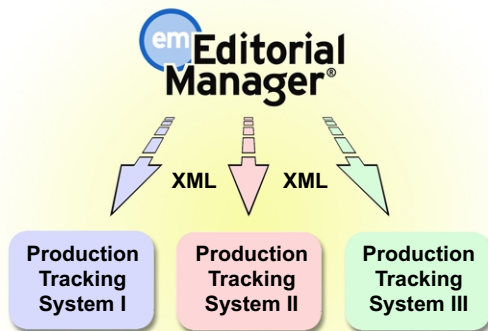 em
Editorial
Manager®
XML XML
Production
Tracking
System I
Production
Tracking
System II
Production
Tracking
System III